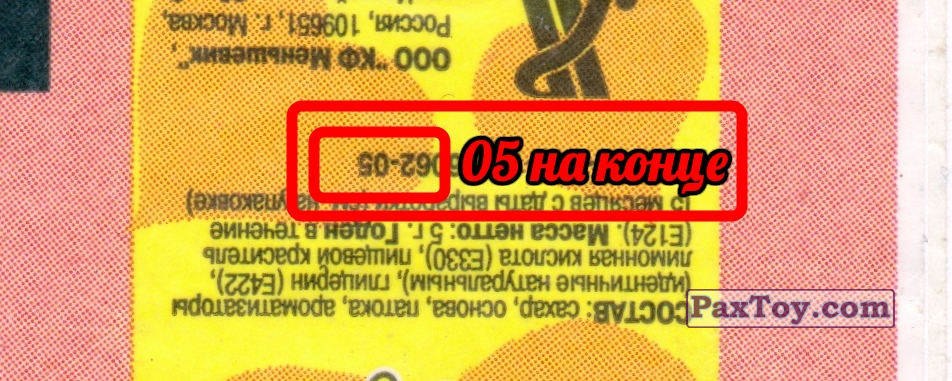 СОСТАВ: сахар, основа, патока, ароматизаторы
(идентичные натуральным), глицерин (Е422),
лимонная кислота (Е330), пищевой краситель
(Е124). Масса нетто: 5 г. Годен в течение
15 месяцев с даты выработки (см. на упаковке)
6062-05
05 на конце
ООО "КФ Меньшевик",
Россия, 109651, г. Москва,
PaxToy.com